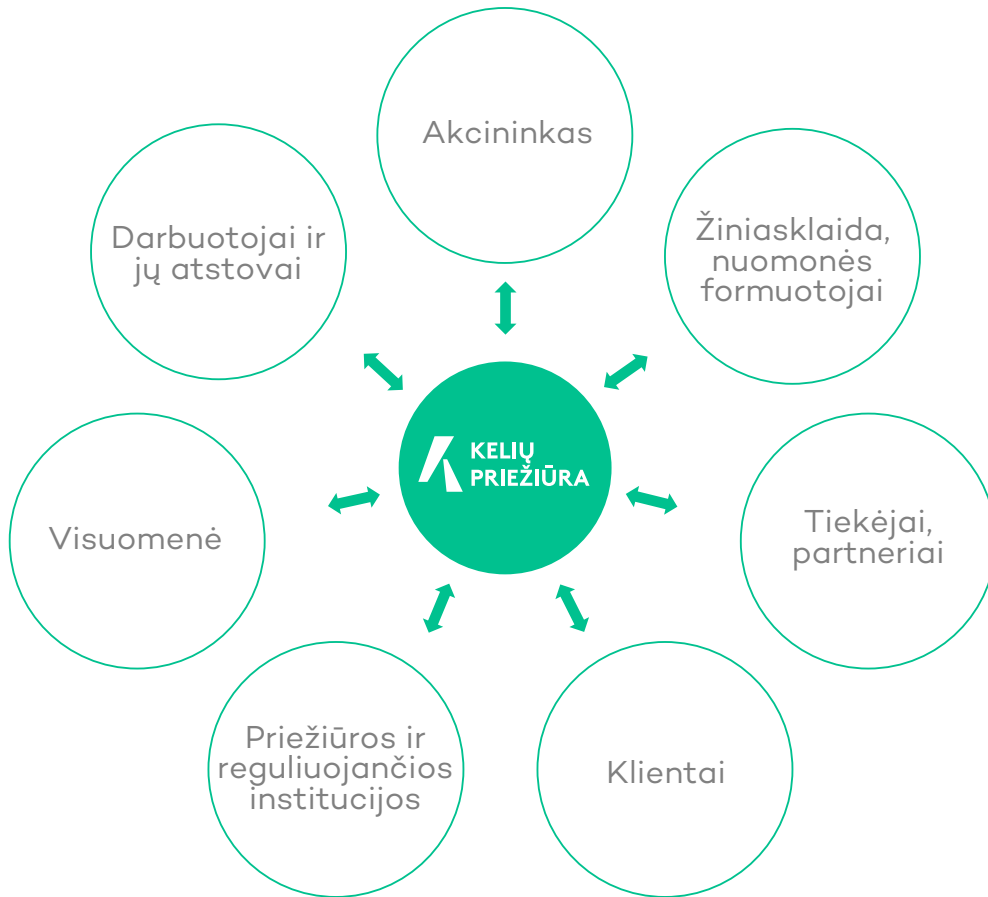 Akcininkas
Žiniasklaida,
nuomonės
formuotojai
Tiekėjai,
partneriai
Klientai
Priežiūros ir
reguliuojančios
institucijos
Visuomenė
Darbuotojai ir
jų atstovai
KELIŲ
PRIEŽIŪRA